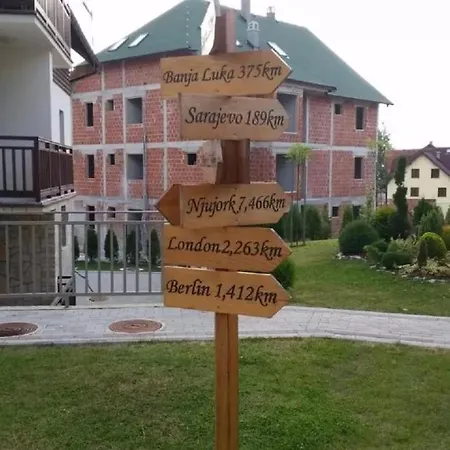 Banja Luka 375km
Sarajevo 189km
Njujork 7,466km
London 2,263km
Berlin 1,412km